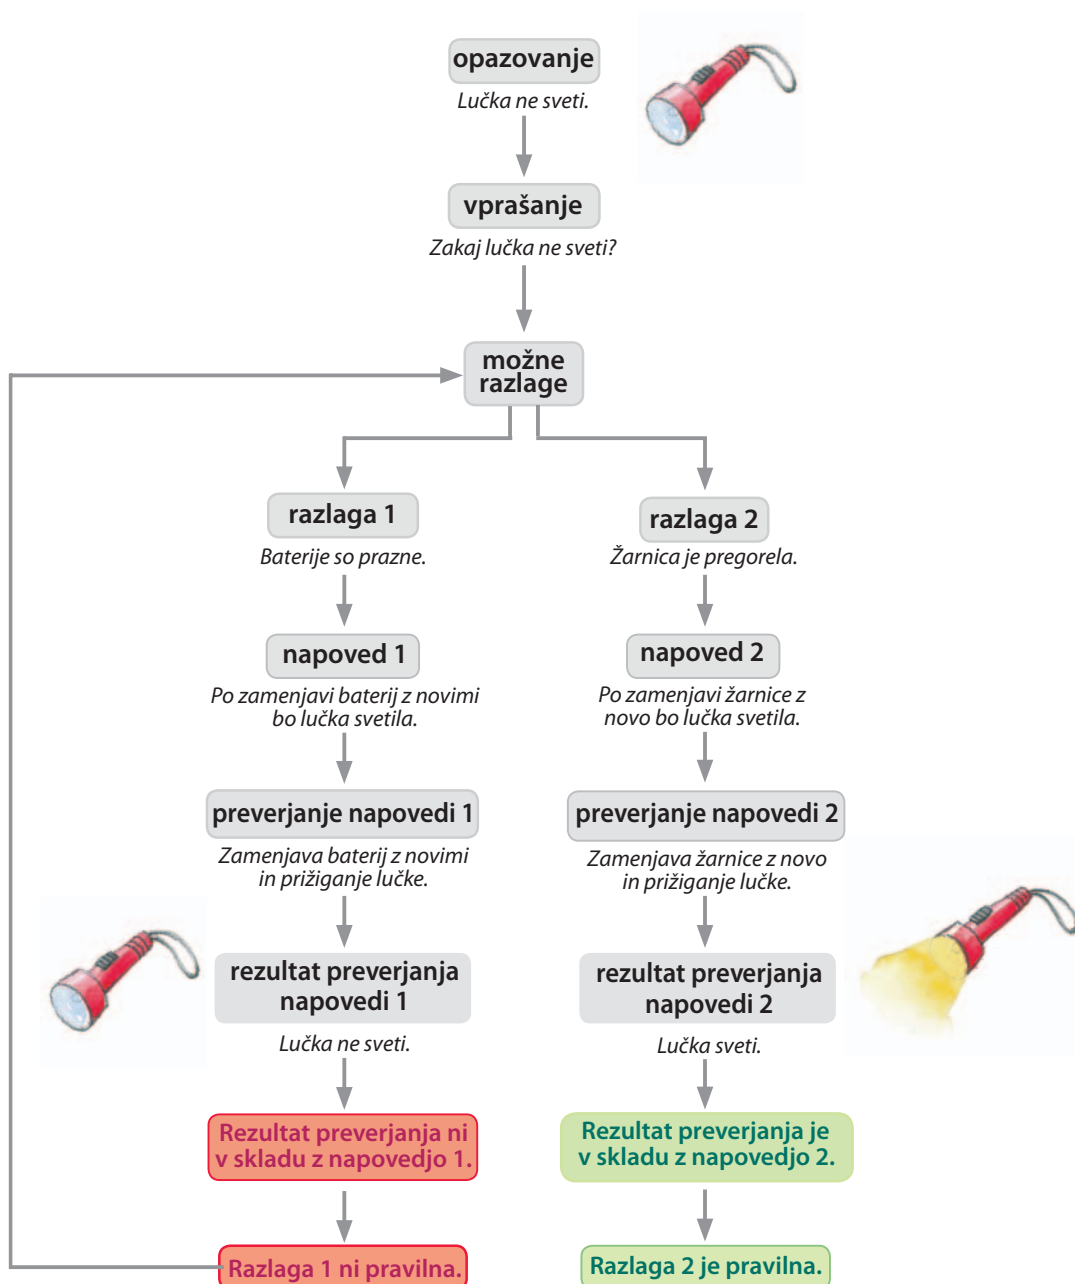 opazovanje
Lučka ne sveti.
vprašanje
Zakaj lučka ne sveti?
možne
razlage
razlaga 1
Baterije so prazne.
napoved 1
Po zamenjavi baterij z novimi
bo lučka svetila.
preverjanje napovedi 1
Zamenjava baterij z novimi
in prižiganje lučke.
rezultat preverjanja
napovedi 1
Lučka ne sveti.
Rezultat preverjanja ni
v skladu z napovedjo 1.
Razlaga 1 ni pravilna.
razlaga 2
Žarnica je pregorela.
napoved 2
Po zamenjavi žarnice z
novo bo lučka svetila.
preverjanje napovedi 2
Zamenjava žarnice z novo
in prižiganje lučke.
rezultat preverjanja
napovedi 2
Lučka sveti.
Rezultat preverjanja je
v skladu z napovedjo 2.
Razlaga 2 je pravilna.